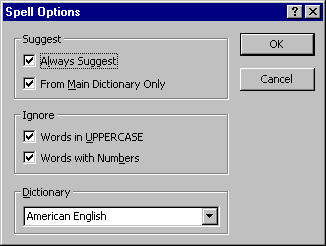 Spell Options
Suggest
Always Suggest
From Main Dictionary Only
Ignore
Words in UPPERCASE
Words with Numbers
Dictionary
American English
OK
Cancel